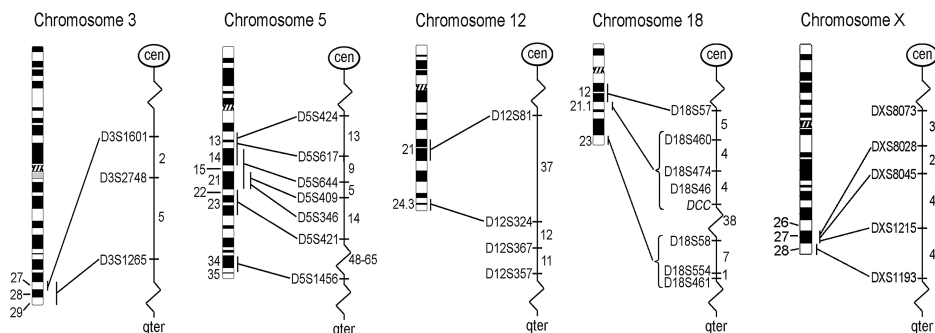 Chromosome 3
cen
D3S1601
2
D3S2748
5
D3S1265
27
28
29
qter
Chromosome 5
cen
D5S424
13
13
14
D5S617
9
15
21
D5S644
5
D5S409
22
23
D5S346
14
D5S421
48-65
34
35
D5S1456
qter
Chromosome 12
cen
D12S81
21
37
24.3
D12S324
12
D12S367
11
D12S357
qter
Chromosome 18
cen
12
21.1
D18S57
5
23
D18S460
4
D18S474
4
D18S46
DCC
38
D18S58
7
D18S554
1
D18S461
qter
Chromosome X
cen
DXS8073
3
DXS8028
2
DXS8045
4
26
27
28
DXS1215
4
DXS1193
qter